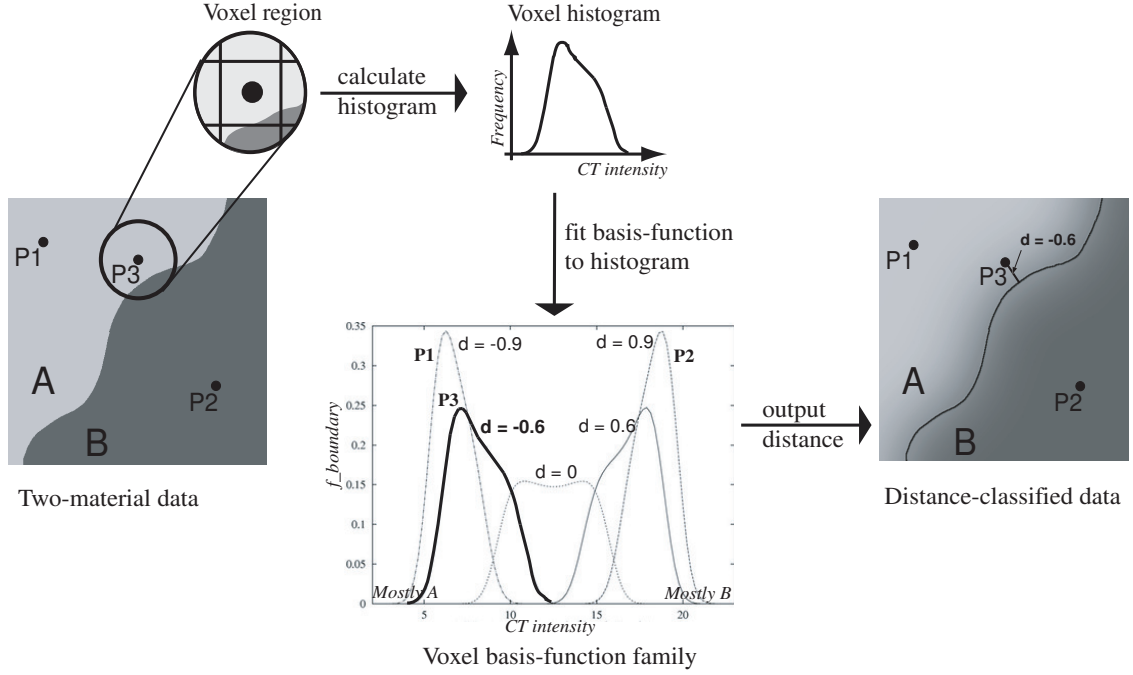 Voxel region
Voxel histogram
calculate
histogram
Frequency
CT intensity
fit basis-function
to histogram
P1
P3
A
P2
B
Two-material data
0.35
0.3
0.25
0.2
0.15
0.1
0.05
0
f_boundary
P1
d = -0.9
d = 0.9
P2
P3
d = -0.6
d = 0.6
d = 0
Mostly A
Mostly B
5
10
15
20
CT intensity
Voxel basis-function family
output
distance
P1
d = -0.6
P3
A
P2
B
Distance-classified data